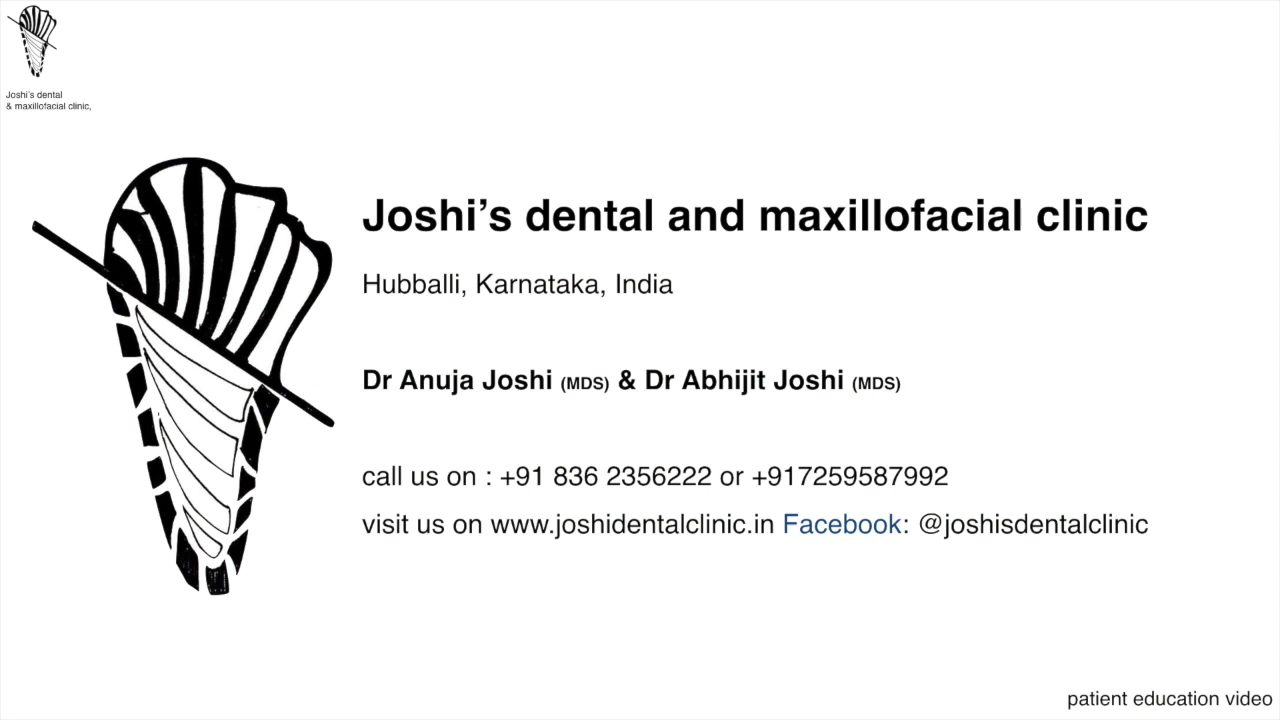 Joshi's dental
& maxillofacial clinic,
Joshi’s dental and maxillofacial clinic
Hubballi, Karnataka, India
Dr Anuja Joshi (MDS) & Dr Abhijit Joshi (MDS)
call us on : +91 836 2356222 or +917259587992
visit us on www.joshidentalclinic.in Facebook: @joshisdentalclinic
patient education video